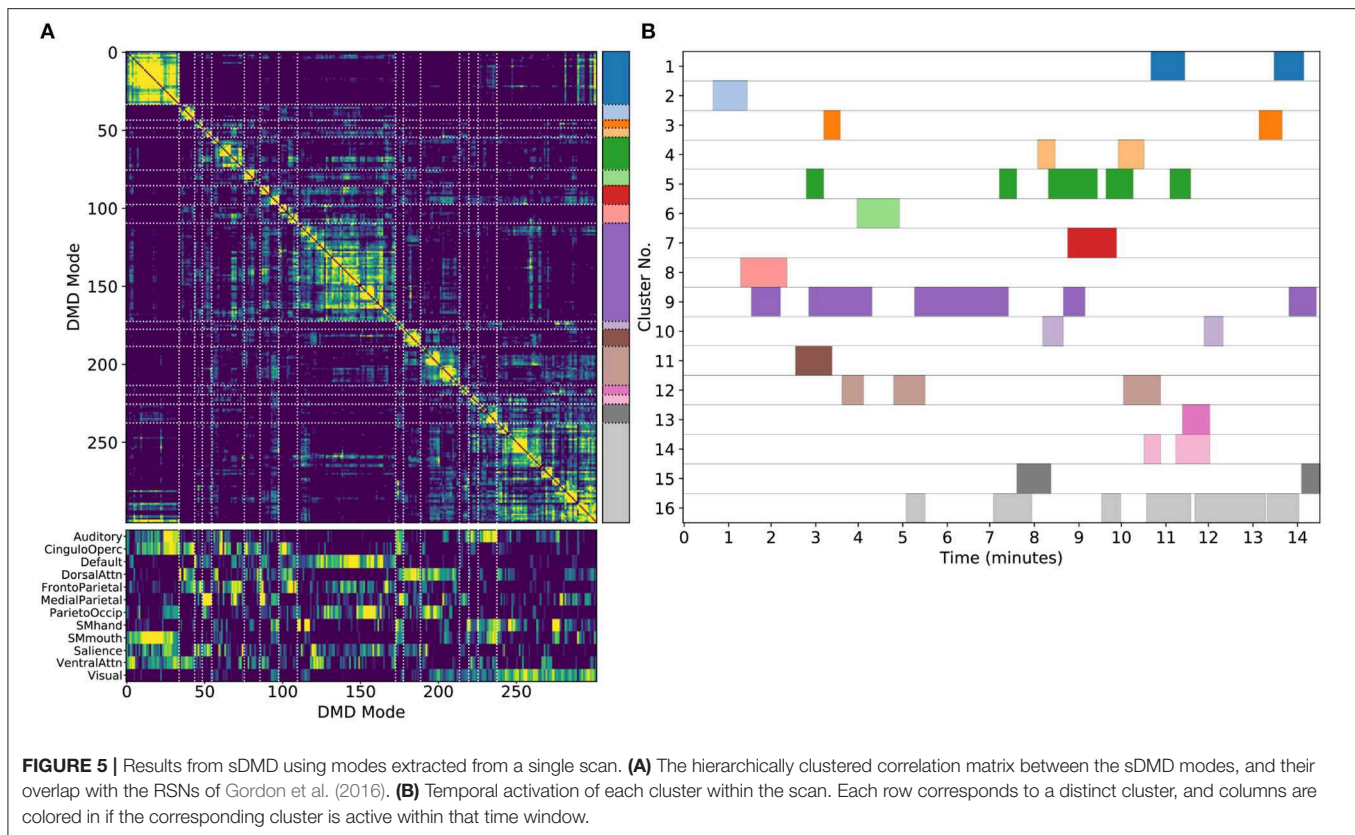 A
B
0
50
100
150
200
250
DMD Mode
Auditory
CinguloOperc
Default
DorsalAttn
FrontoParietal
MedialParietal
ParietoOccip
SMhand
SMmouth
Salience
VentralAttn
Visual
0 50 100 150 200 250
DMD Mode
1
2
3
4
5
6
7
8
9
10
11
12
13
14
15
16
Cluster No.
0 1 2 3 4 5 6 7 8 9 10 11 12 13 14
Time (minutes)
FIGURE 5 | Results from sDMD using modes extracted from a single scan. (A) The hierarchically clustered correlation matrix between the sDMD modes, and their
overlap with the RSNs of Gordon et al. (2016). (B) Temporal activation of each cluster within the scan. Each row corresponds to a distinct cluster, and columns are
colored in if the corresponding cluster is active within that time window.